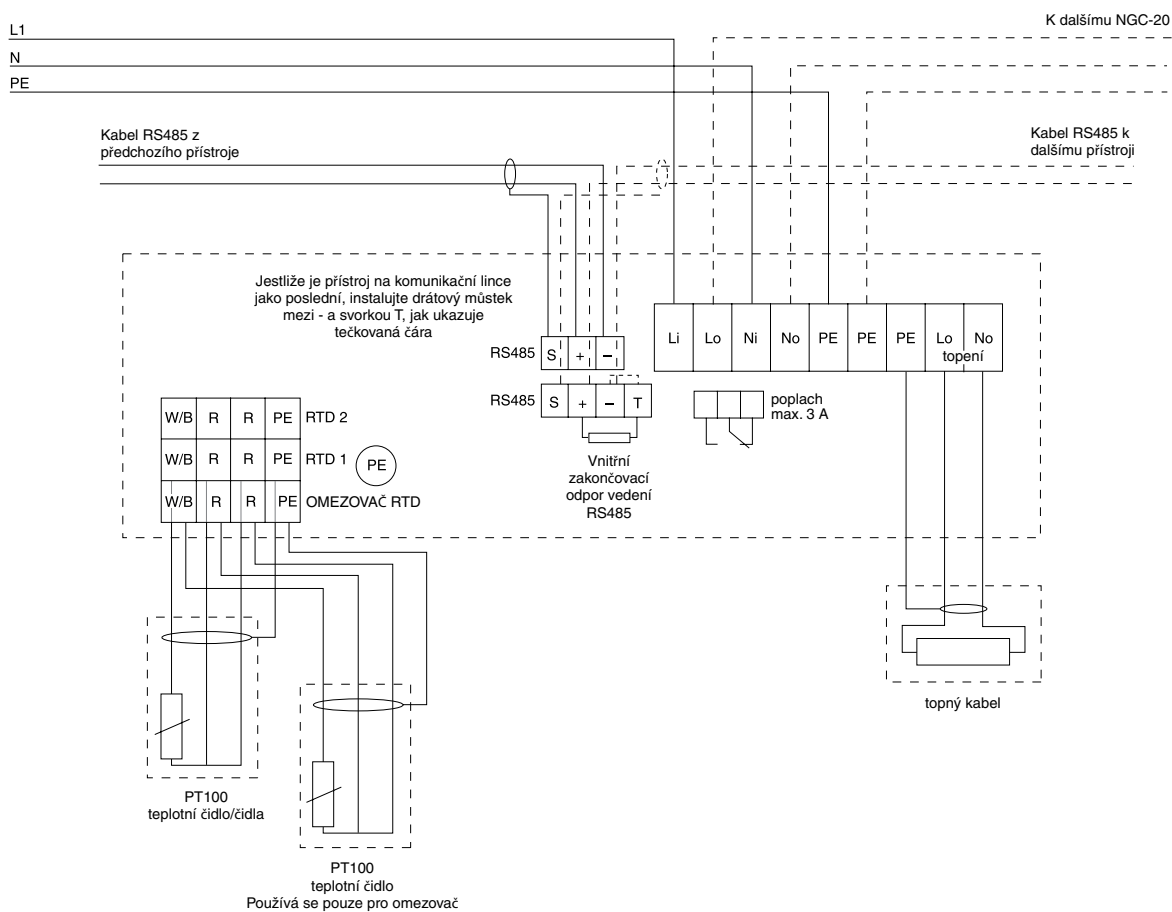 K dalšímu NGC-20
L1
N
PE
Kabel RS485 z
předchozího přístroje
Kabel RS485 k
dalšímu přístroji
Jestliže je přístroj na komunikační lince
jako poslední, instalujte drátový můstek
mezi - a svorkou T, jak ukazuje
tečkovaná čára
Li Lo Ni No PE PE PE Lo No
topení
RS485 S + –
RS485 S + – T
poplach
max. 3 A
Vnitřní
zakončovací
odpor vedení
RS485
W/B R R PE RTD 2
W/B R R PE RTD 1 PE
W/B R R PE OMEZOVAČ RTD
topný kabel
PT100
teplotní čidlo/čidla
PT100
teplotní čidlo
Používá se pouze pro omezovač